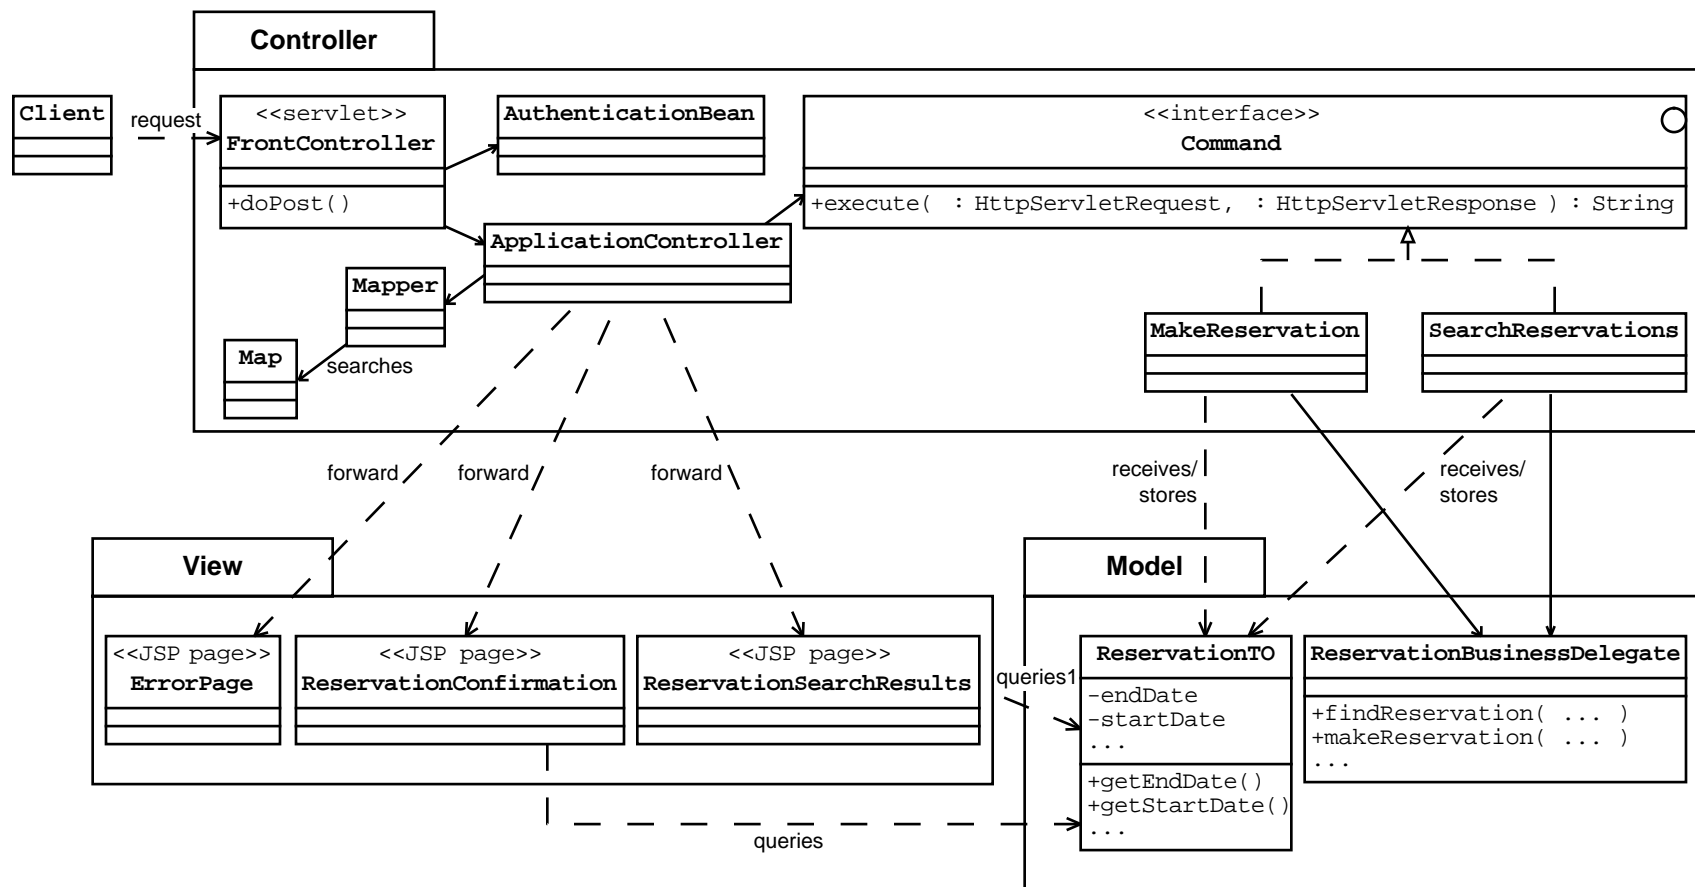 Controller
Client
request
<<servlet>>
FrontController
+doPost()
AuthenticationBean
<<interface>>
Command
+execute( : HttpServletRequest, : HttpServletResponse ) : String
ApplicationController
Mapper
Map
searches
MakeReservation
SearchReservations
forward
forward
forward
receives/
stores
receives/
stores
View
<<JSP page>>
ErrorPage
<<JSP page>>
ReservationConfirmation
<<JSP page>>
ReservationSearchResults
queries1
queries
Model
ReservationTO
-endDate
-startDate
...
+getEndDate()
+getStartDate()
...
ReservationBusinessDelegate
+findReservation( ... )
+makeReservation( ... )
...